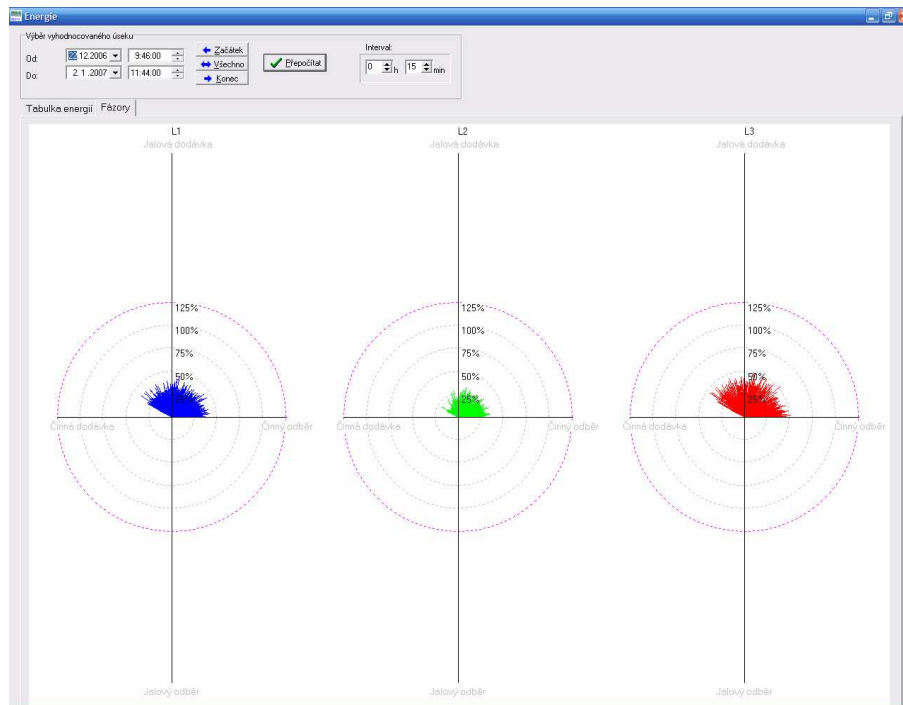 Energie
Výběr vyhodnocovaného úseku
Od: 22.12.2006 9:46:00 Začátek
Do: 2. 1 .2007 11:44:00 Všechno
Konec
Přepočítat
Interval:
0 h 15 min
Tabulka energií Fázory
L1 L2 L3
Jalová dodávka Jalová dodávka Jalová dodávka
125% 125% 125%
100% 100% 100%
75% 75% 75%
50% 50% 50%
25% 25%
Činná dodávka Činný odběr Činná dodávka Činný odběr Činná dodávka Činný odběr
Jalový odběr Jalový odběr Jalový odběr